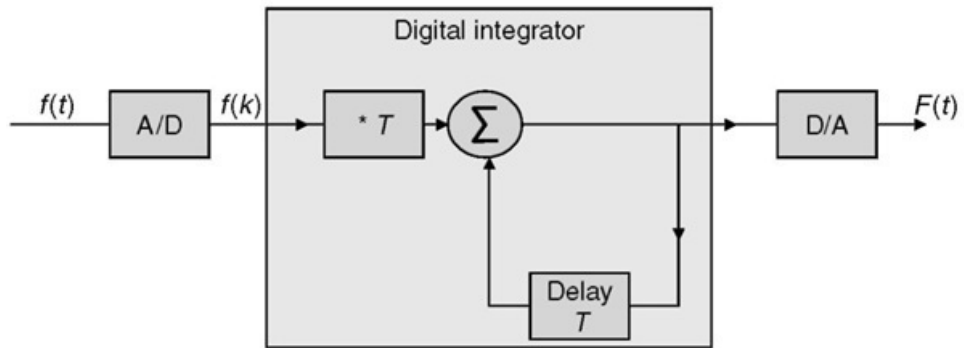 Digital integrator
f(t)
A/D
f(k)
* T
Σ
D/A
F(t)
Delay
T